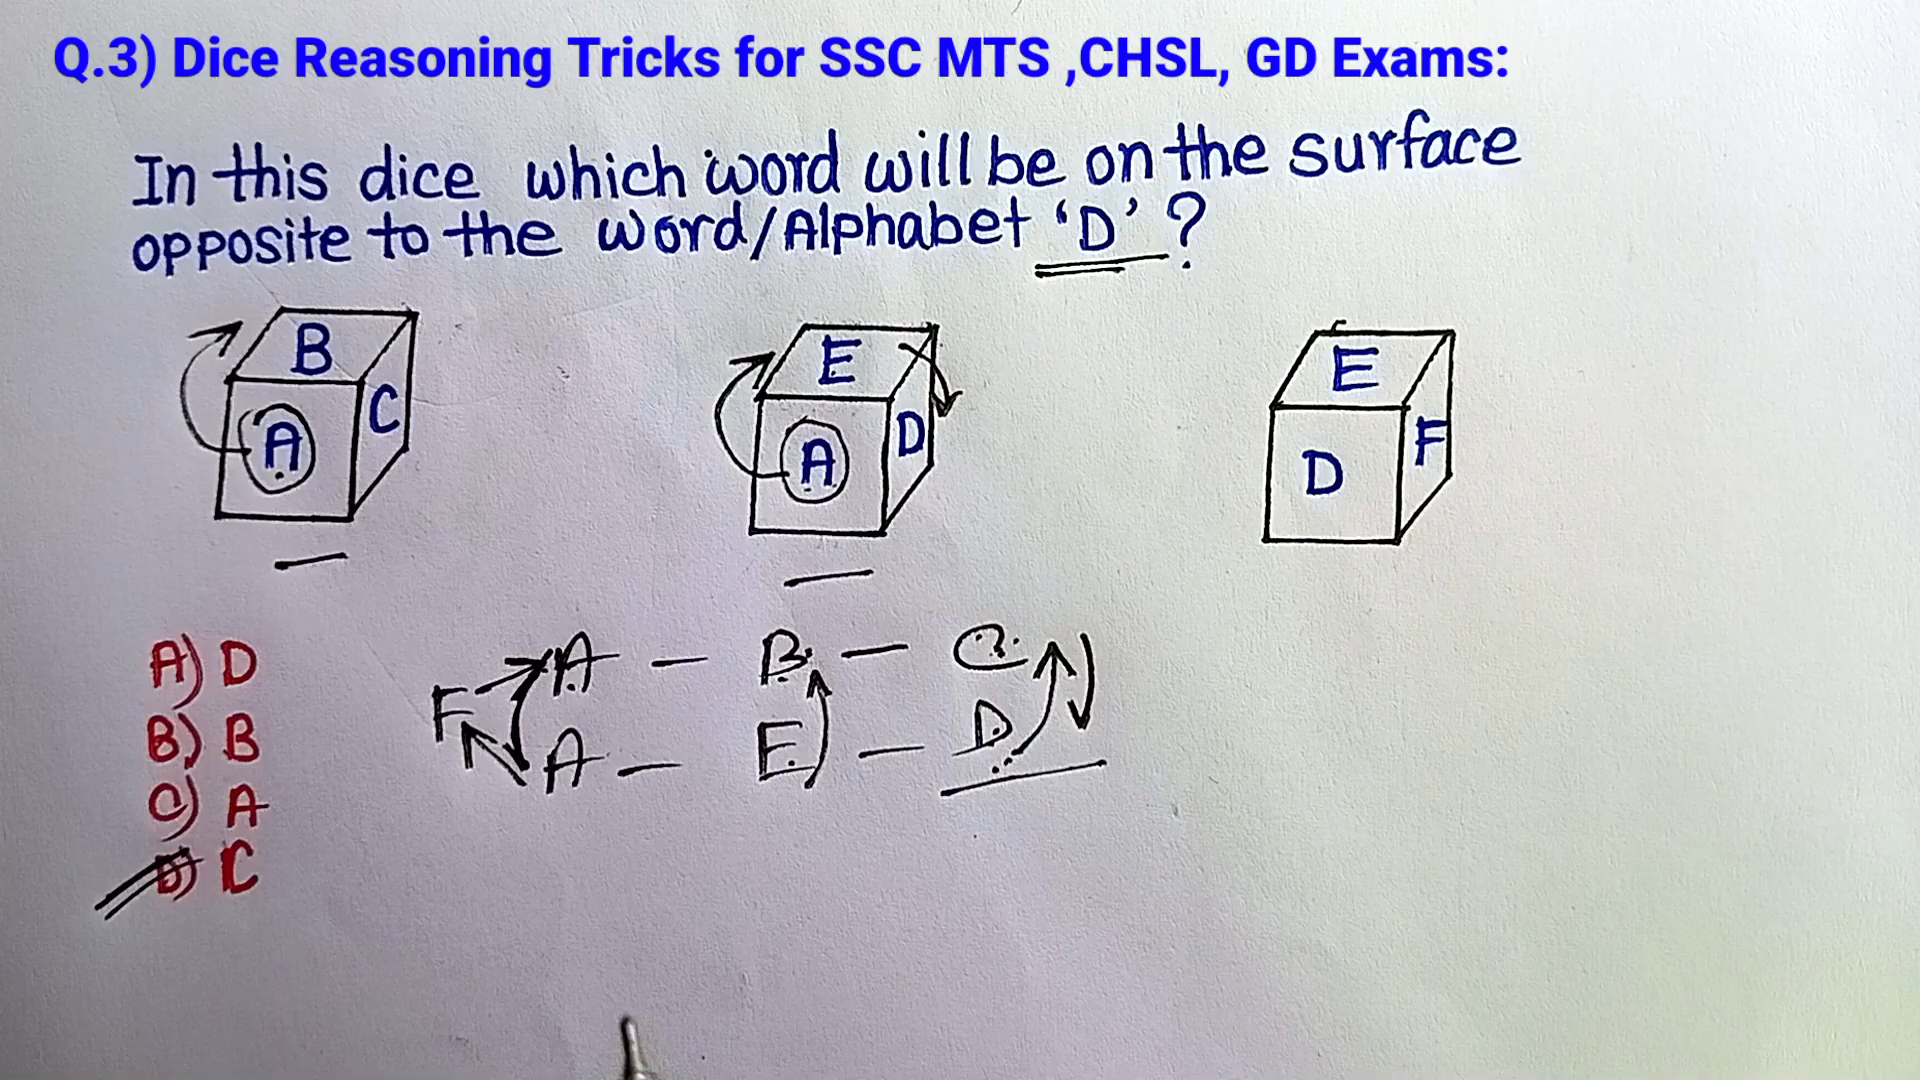 Q.3) Dice Reasoning Tricks for SSC MTS ,CHSL, GD Exams:
In this dice which word will be on the surface
opposite to the word/Alphabet 'D' ?
B
A
C
E
A
D
E
D
F
A) D
B) B
C) A
D) C
F
A — B — C
A — E — D